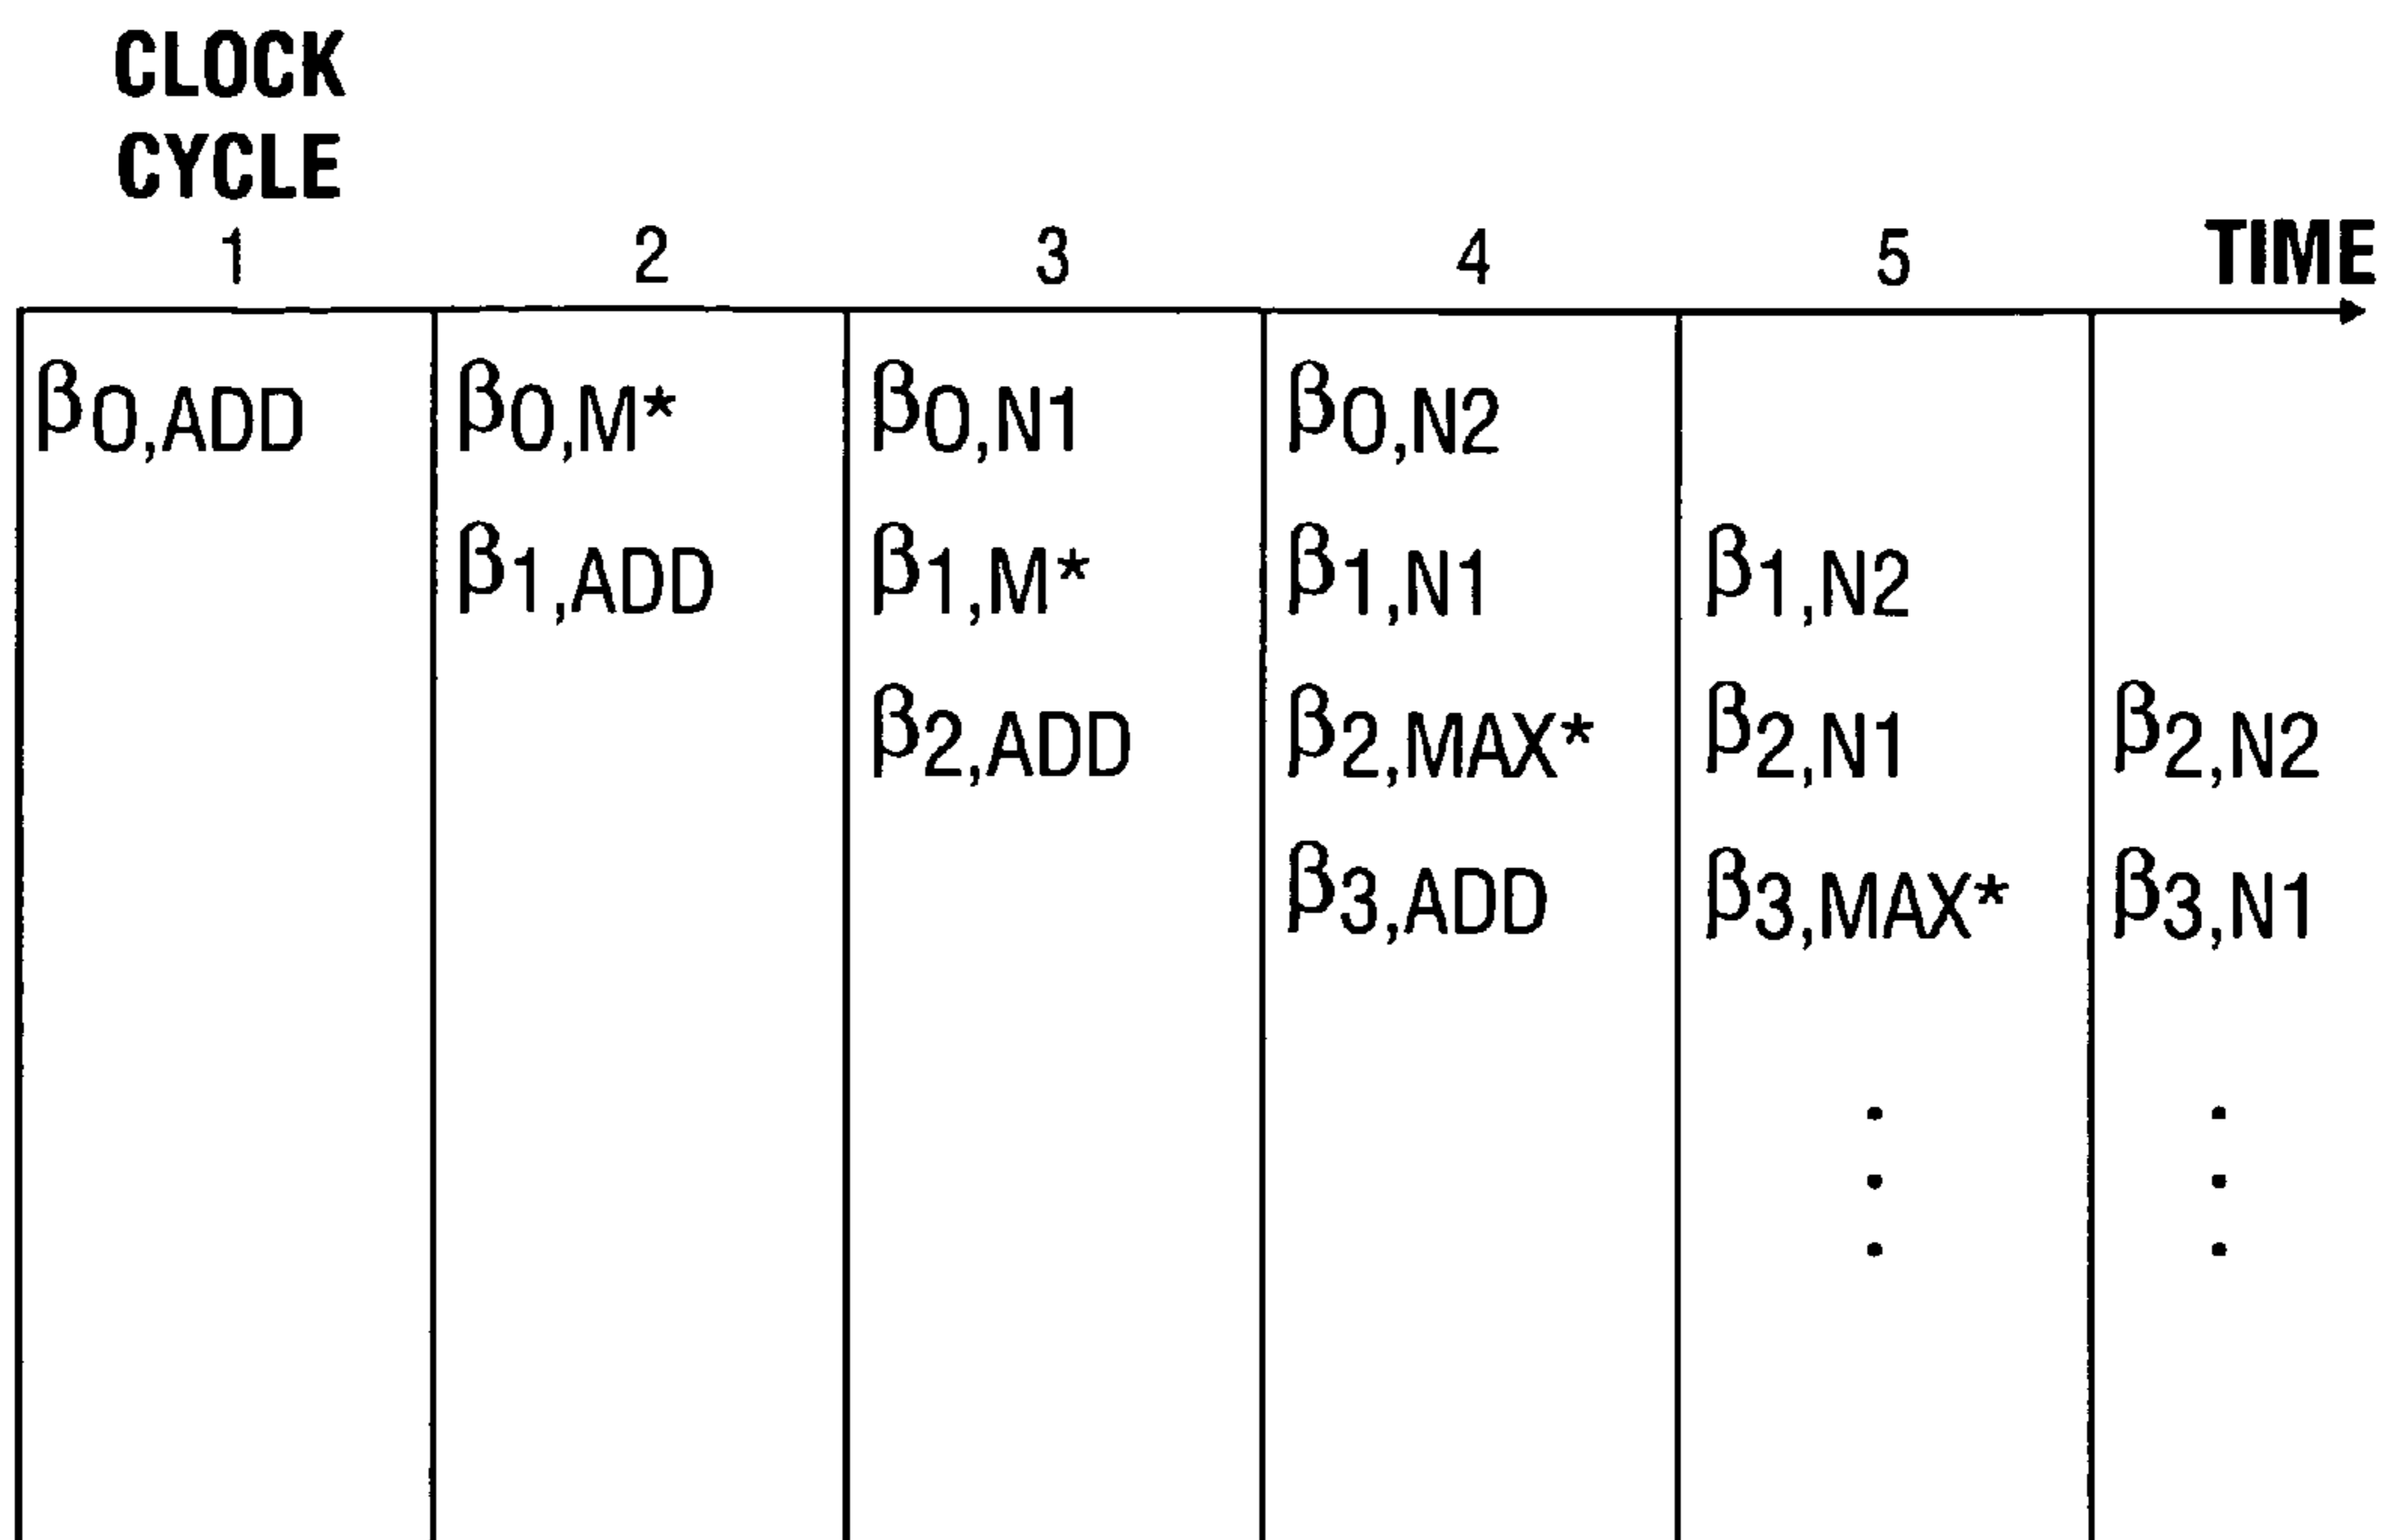 CLOCK
CYCLE
1 2 3 4 5 TIME
β0,ADD β0,M* β0,N1 β0,N2
β1,ADD β1,M* β1,N1 β1,N2
β2,ADD β2,MAX* β2,N1 β2,N2
β3,ADD β3,MAX* β3,N1